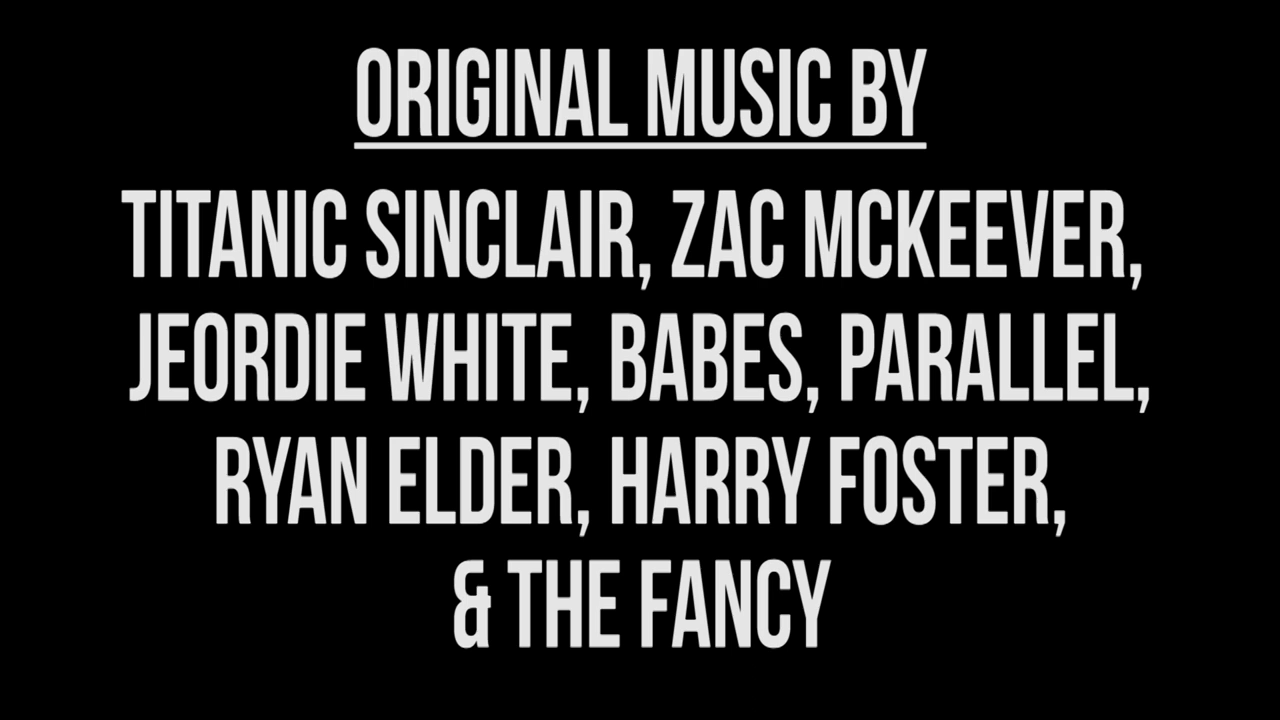 ORIGINAL MUSIC BY
TITANIC SINCLAIR, ZAC MCKEEVER,
JEORDIE WHITE, BABES, PARALLEL,
RYAN ELDER, HARRY FOSTER,
& THE FANCY